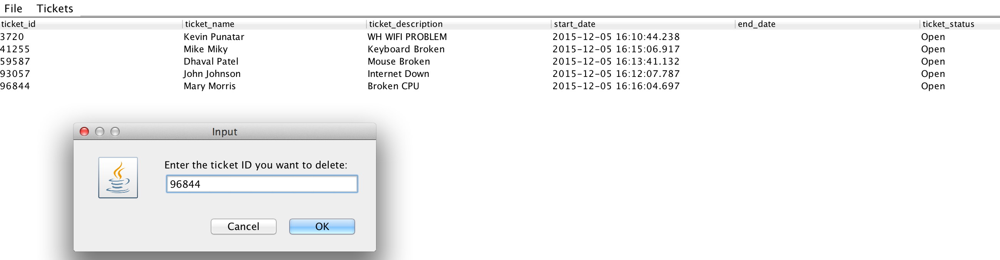 File Tickets
ticket_id ticket_name ticket_description start_date end_date ticket_status
3720 Kevin Punatar WH WIFI PROBLEM 2015-12-05 16:10:44.238 Open
41255 Mike Miky Keyboard Broken 2015-12-05 16:15:06.917 Open
59587 Dhaval Patel Mouse Broken 2015-12-05 16:13:41.132 Open
93057 John Johnson Internet Down 2015-12-05 16:12:07.787 Open
96844 Mary Morris Broken CPU 2015-12-05 16:16:04.697 Open
Input
Enter the ticket ID you want to delete:
96844
Cancel OK